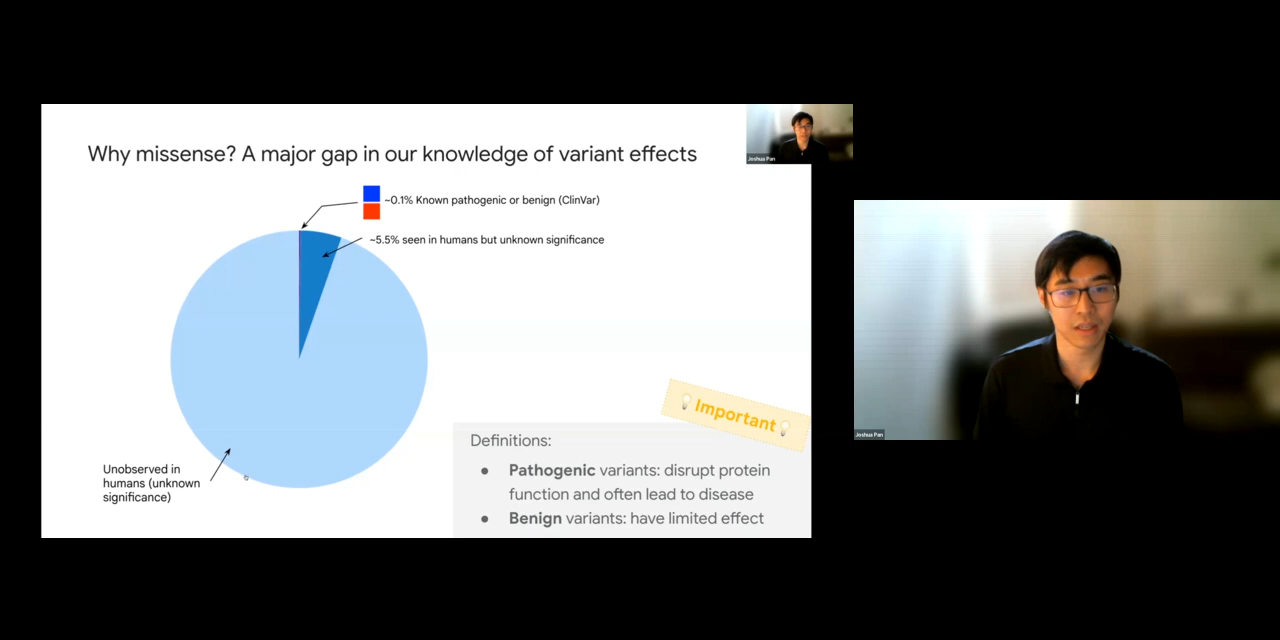 Why missense? A major gap in our knowledge of variant effects
Joshua Pan
~0.1% Known pathogenic or benign (ClinVar)
~5.5% seen in humans but unknown significance
Unobserved in
humans (unknown
significance)
Important
Definitions:
● Pathogenic variants: disrupt protein
function and often lead to disease
● Benign variants: have limited effect
Joshua Pan